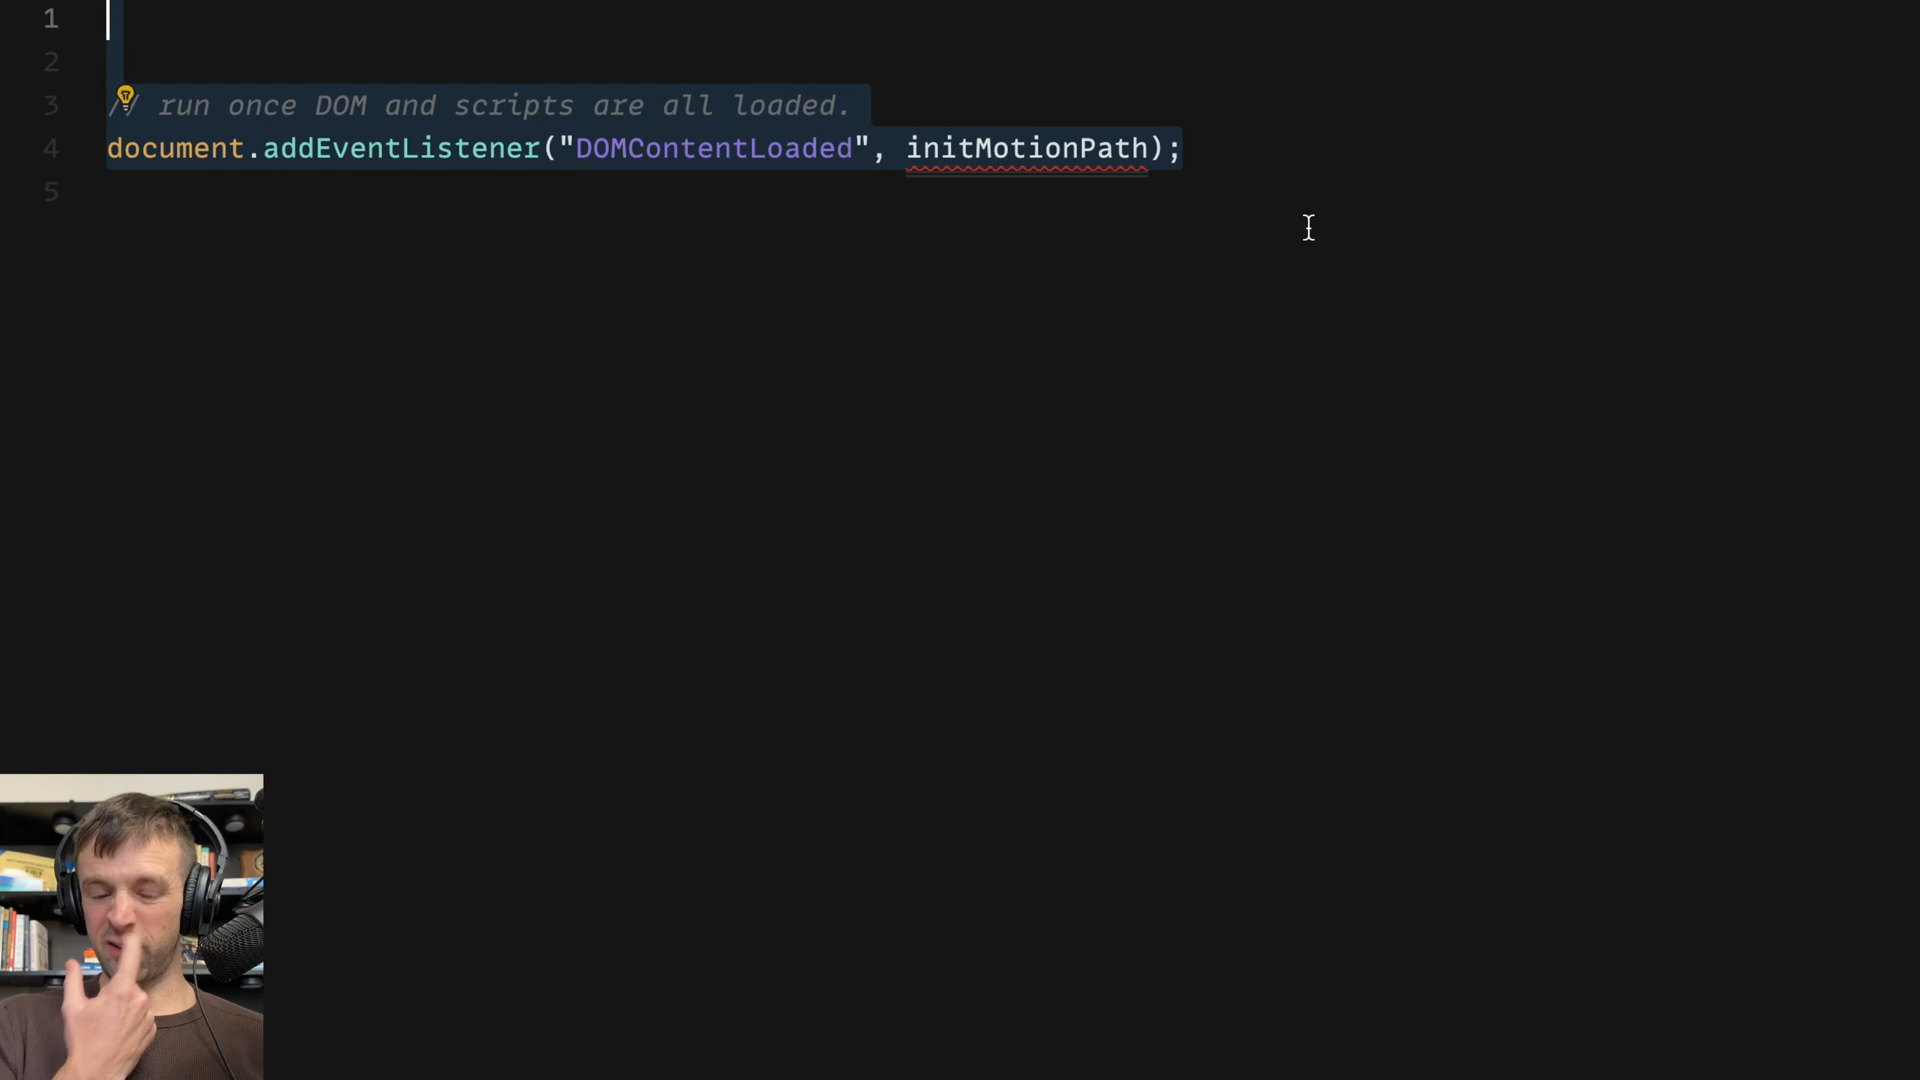 1
2
3 // run once DOM and scripts are all loaded.
4 document.addEventListener("DOMContentLoaded", initMotionPath);
5